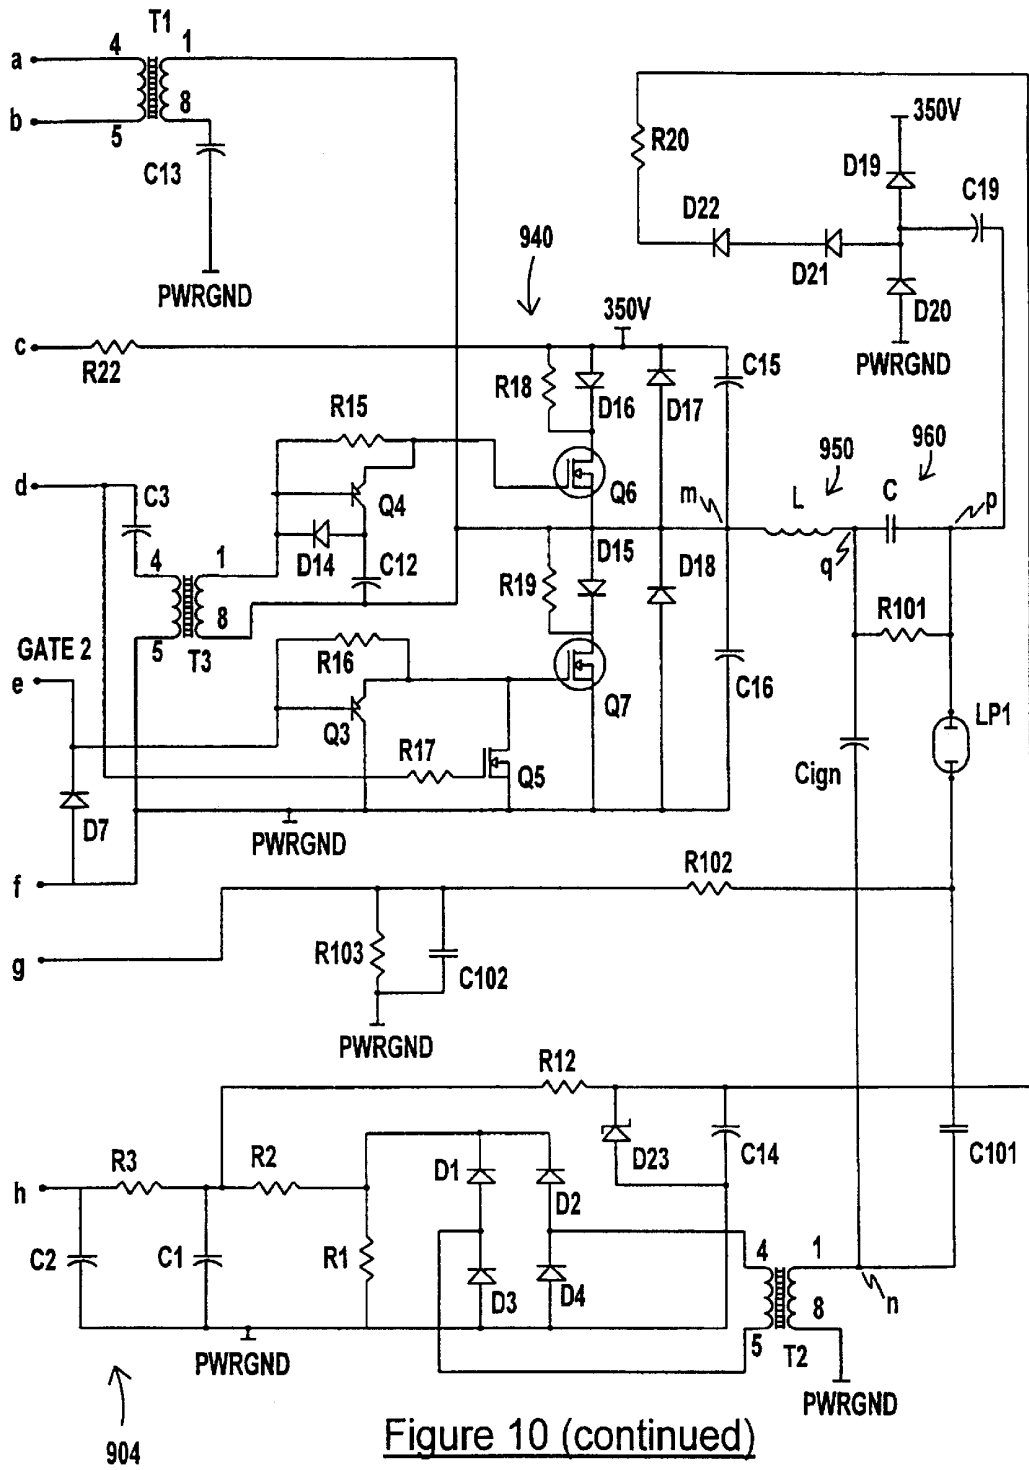 T1
a
4
1
b
5
8
C13
PWRGND
350V
R20
D19
C19
D22
D21
D20
PWRGND
940
350V
c
R22
R18
D16
D17
C15
R15
950
960
d
C3
Q4
Q6
m
L
C
p
4
1
D14
C12
D15
D18
q
R19
R101
5
8
T3
GATE 2
R16
C16
e
Q3
Q7
LP1
R17
Q5
Cign
D7
PWRGND
f
R102
g
R103
C102
PWRGND
R12
D23
C14
C101
h
R3
R2
D1
D2
C2
C1
R1
D3
D4
4
1
5
8
n
T2
PWRGND
PWRGND
904
Figure 10 (continued)